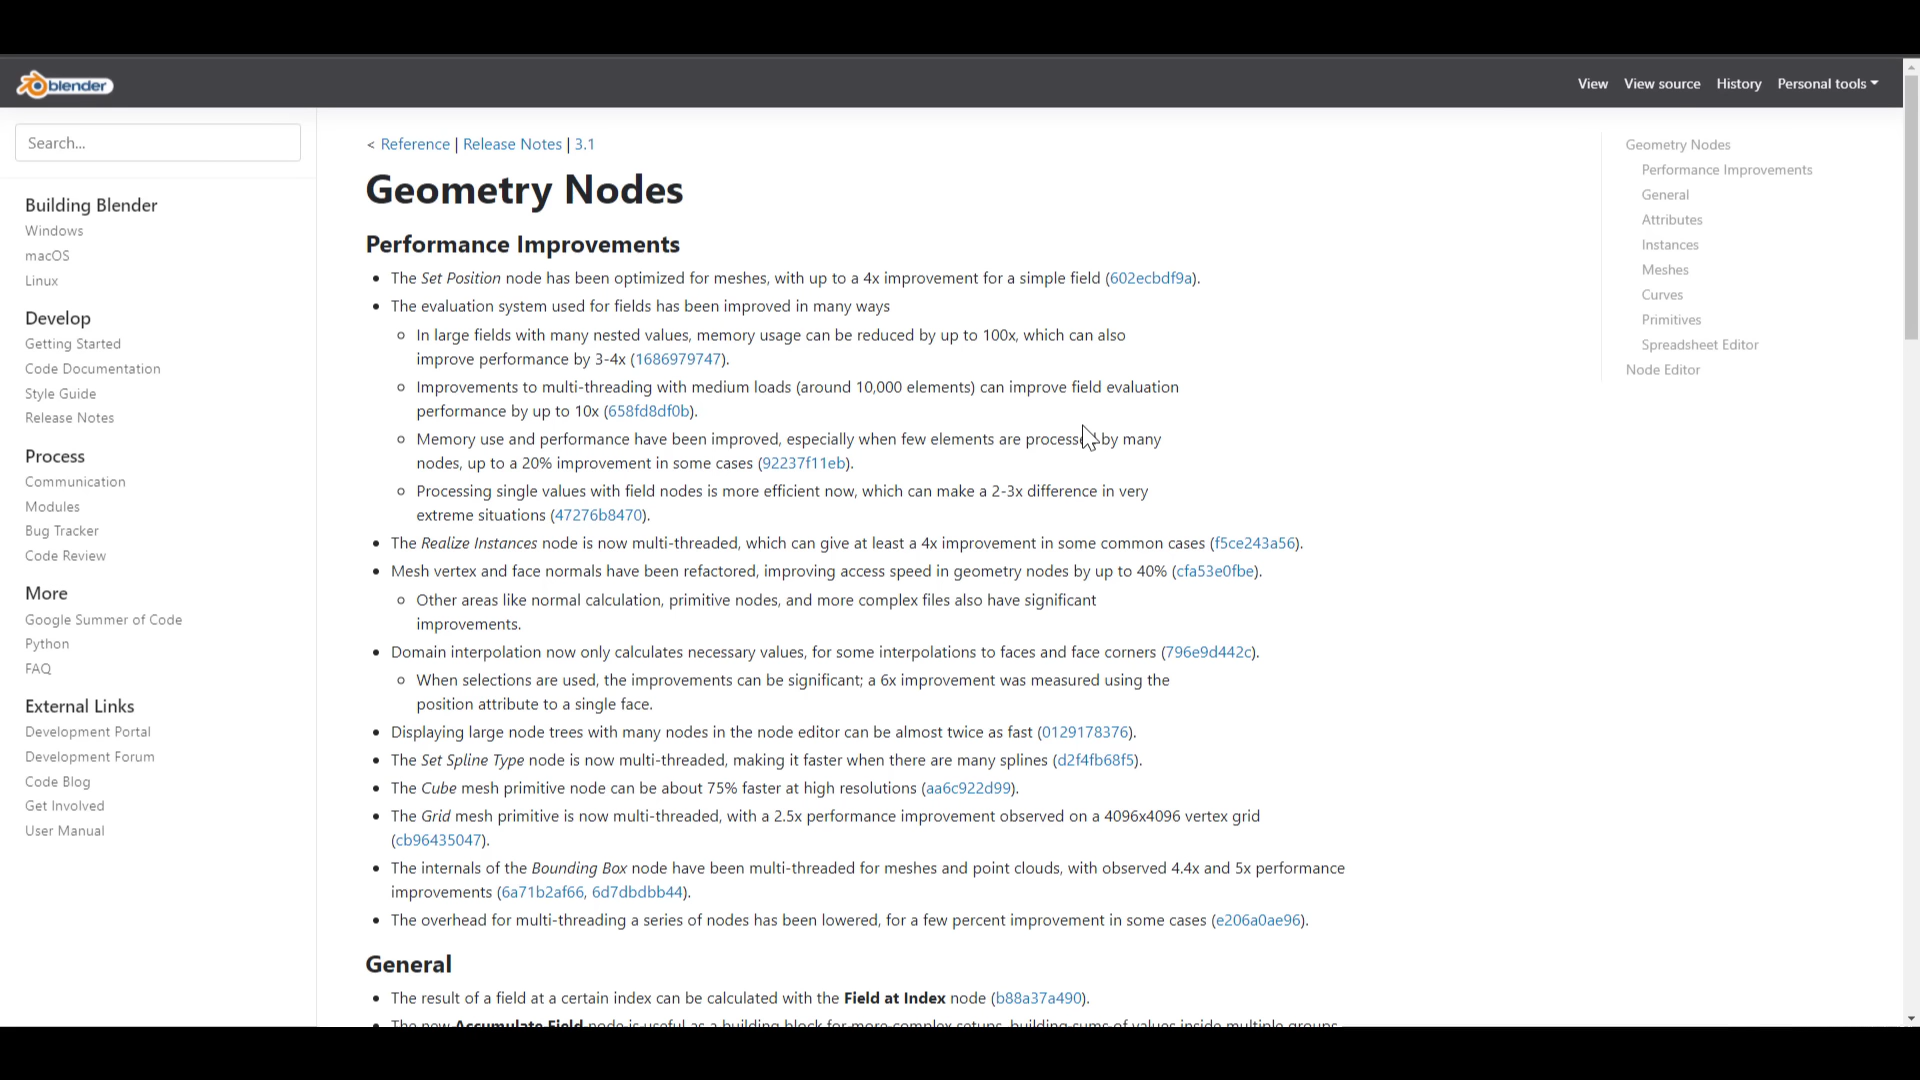 blender
View View source History Personal tools
Search...
Building Blender
Windows
macOS
Linux
Develop
Getting Started
Code Documentation
Style Guide
Release Notes
Process
Communication
Modules
Bug Tracker
Code Review
More
Google Summer of Code
Python
FAQ
External Links
Development Portal
Development Forum
Code Blog
Get Involved
User Manual
< Reference | Release Notes | 3.1
Geometry Nodes
Performance Improvements
• The Set Position node has been optimized for meshes, with up to a 4x improvement for a simple field (602ecbdf9a).
• The evaluation system used for fields has been improved in many ways
○ In large fields with many nested values, memory usage can be reduced by up to 100x, which can also
improve performance by 3-4x (1686979747).
○ Improvements to multi-threading with medium loads (around 10,000 elements) can improve field evaluation
performance by up to 10x (658fd8df0b).
○ Memory use and performance have been improved, especially when few elements are processed by many
nodes, up to a 20% improvement in some cases (92237f11eb).
○ Processing single values with field nodes is more efficient now, which can make a 2-3x difference in very
extreme situations (47276b8470).
• The Realize Instances node is now multi-threaded, which can give at least a 4x improvement in some common cases (f5ce243a56).
• Mesh vertex and face normals have been refactored, improving access speed in geometry nodes by up to 40% (cfa53e0fbe).
○ Other areas like normal calculation, primitive nodes, and more complex files also have significant
improvements.
• Domain interpolation now only calculates necessary values, for some interpolations to faces and face corners (796e9d442c).
○ When selections are used, the improvements can be significant; a 6x improvement was measured using the
position attribute to a single face.
• Displaying large node trees with many nodes in the node editor can be almost twice as fast (0129178376).
• The Set Spline Type node is now multi-threaded, making it faster when there are many splines (d2f4fb68f5).
• The Cube mesh primitive node can be about 75% faster at high resolutions (aa6c922d99).
• The Grid mesh primitive is now multi-threaded, with a 2.5x performance improvement observed on a 4096x4096 vertex grid
(cb96435047).
• The internals of the Bounding Box node have been multi-threaded for meshes and point clouds, with observed 4.4x and 5x performance
improvements (6a71b2af66, 6d7dbdbb44).
• The overhead for multi-threading a series of nodes has been lowered, for a few percent improvement in some cases (e206a0ae96).
General
• The result of a field at a certain index can be calculated with the Field at Index node (b88a37a490).
• The new Accumulate Field node is useful as a building block for more complex setups, building sums of values inside multiple groups
Geometry Nodes
Performance Improvements
General
Attributes
Instances
Meshes
Curves
Primitives
Spreadsheet Editor
Node Editor